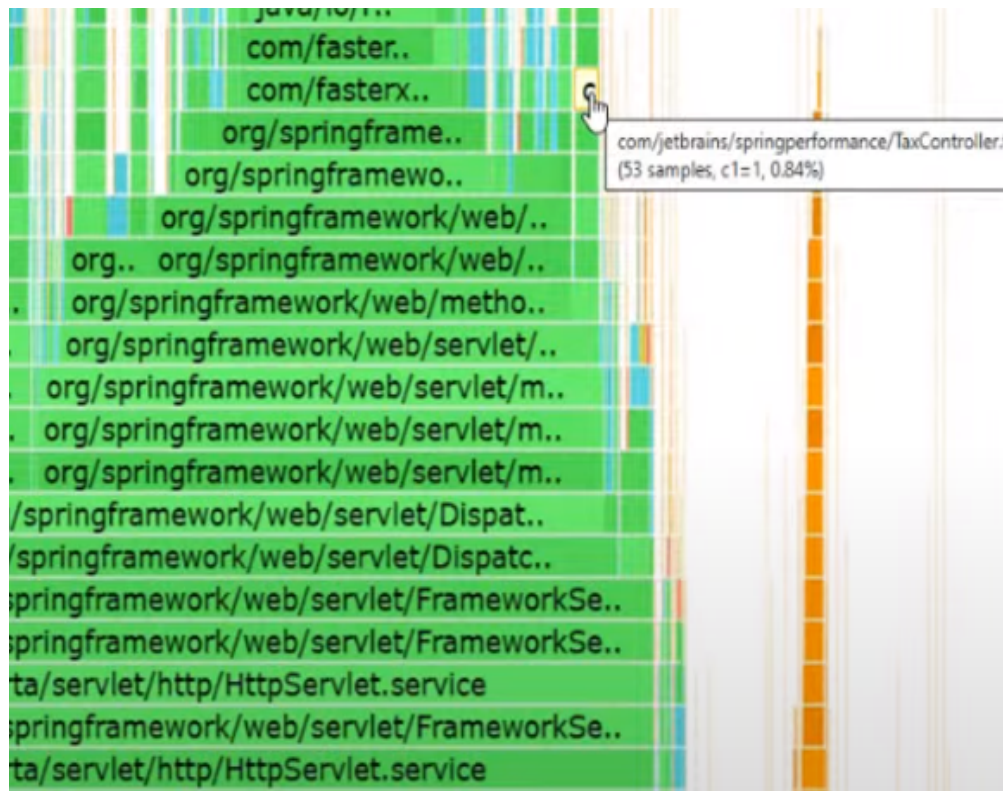 java/io/F..
com/faster..
com/fasterx..
c
com/jetbrains/springperformance/TaxController.
(53 samples, c1=1, 0.84%)
org/springframe..
org/springframewo..
org/springframework/web/..
org.. org/springframework/web/..
. org/springframework/web/metho..
. org/springframework/web/servlet/..
. org/springframework/web/servlet/m..
. org/springframework/web/servlet/m..
. org/springframework/web/servlet/m..
/springframework/web/servlet/Dispat..
/springframework/web/servlet/Dispatc..
springframework/web/servlet/FrameworkSe..
springframework/web/servlet/FrameworkSe..
ta/servlet/http/HttpServlet.service
springframework/web/servlet/FrameworkSe..
ta/servlet/http/HttpServlet.service